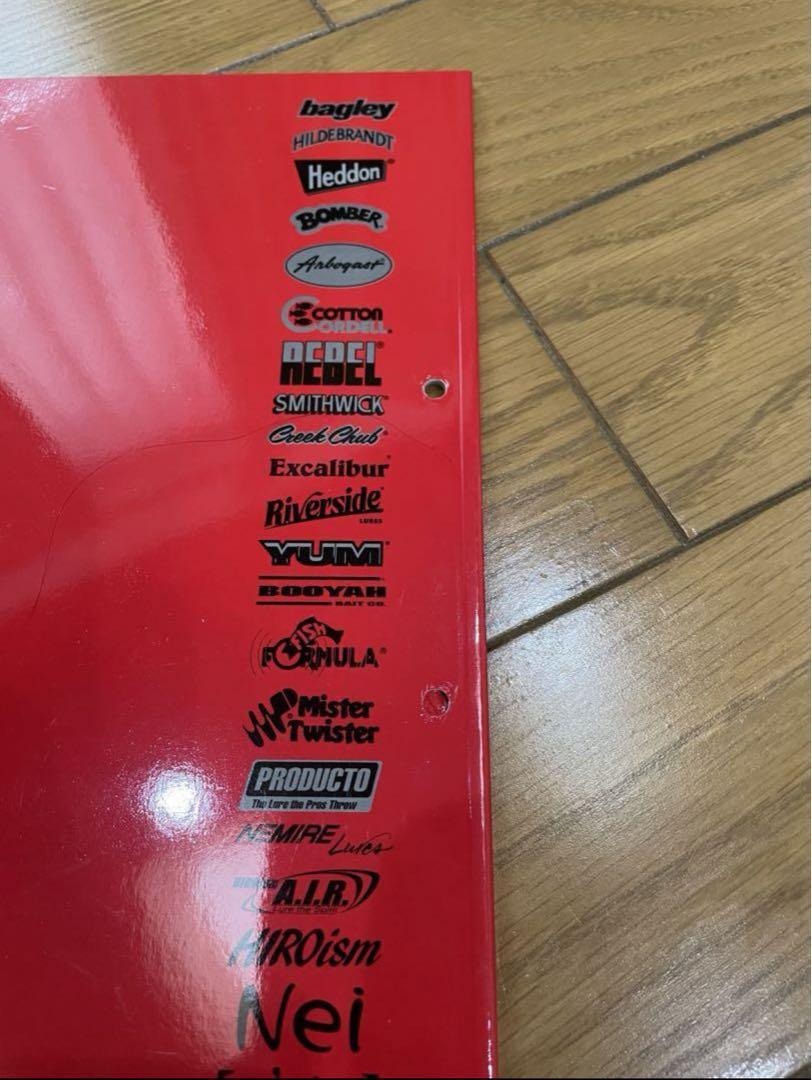 bagley
HILDEBRANDT
Heddon®
BOMBER®
Arbogast
COTTON
CORDELL®
REBEL®
SMITHWICK®
Creek Chub®
Excalibur®
Riverside®
LURES
YUM®
BOOYAH
BAIT CO.
FISH
FORMULA®
Mister
Twister®
PRODUCTO
The Lure the Pros Throw
NEMIRE Lures
A.I.R.
Lure the Spirit
HIROism
Nei